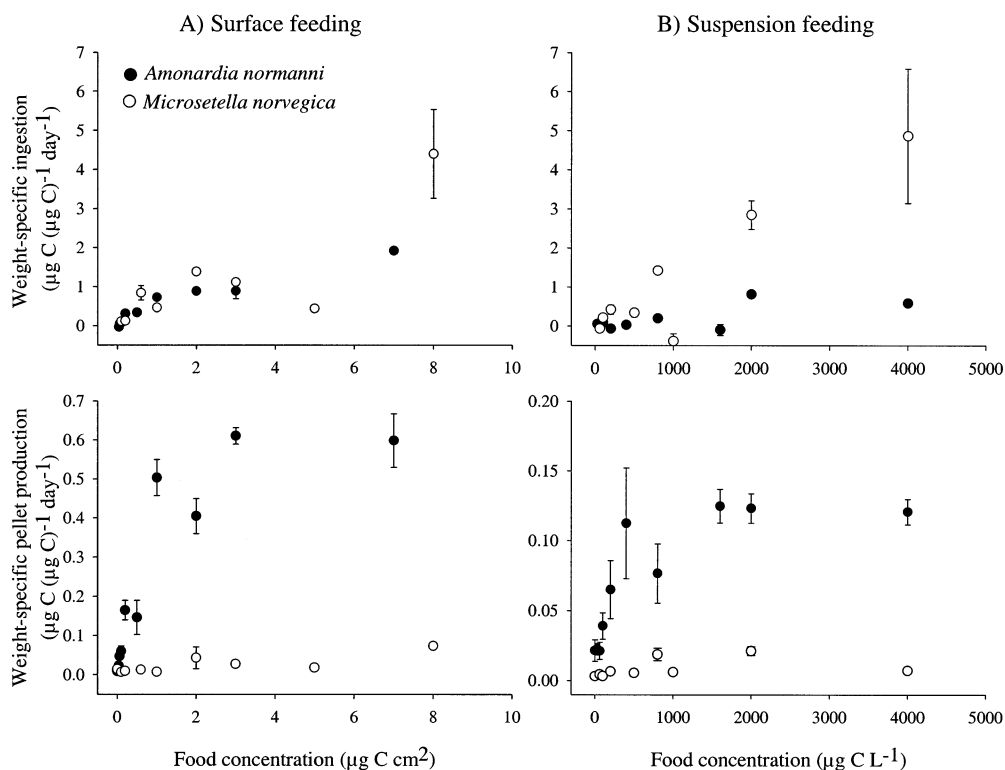 A) Surface feeding
B) Suspension feeding
Weight-specific ingestion
(µg C (µg C)-1 day-1)
7
6
5
4
3
2
1
0
Amonardia normanni
Microsetella norvegica
0 2 4 6 8 10
7
6
5
4
3
2
1
0
0 1000 2000 3000 4000 5000
Weight-specific pellet production
(µg C (µg C)-1 day-1)
0.7
0.6
0.5
0.4
0.3
0.2
0.1
0.0
0 2 4 6 8 10
Food concentration (µg C cm2)
0.20
0.15
0.10
0.05
0.00
0 1000 2000 3000 4000 5000
Food concentration (µg C L-1)